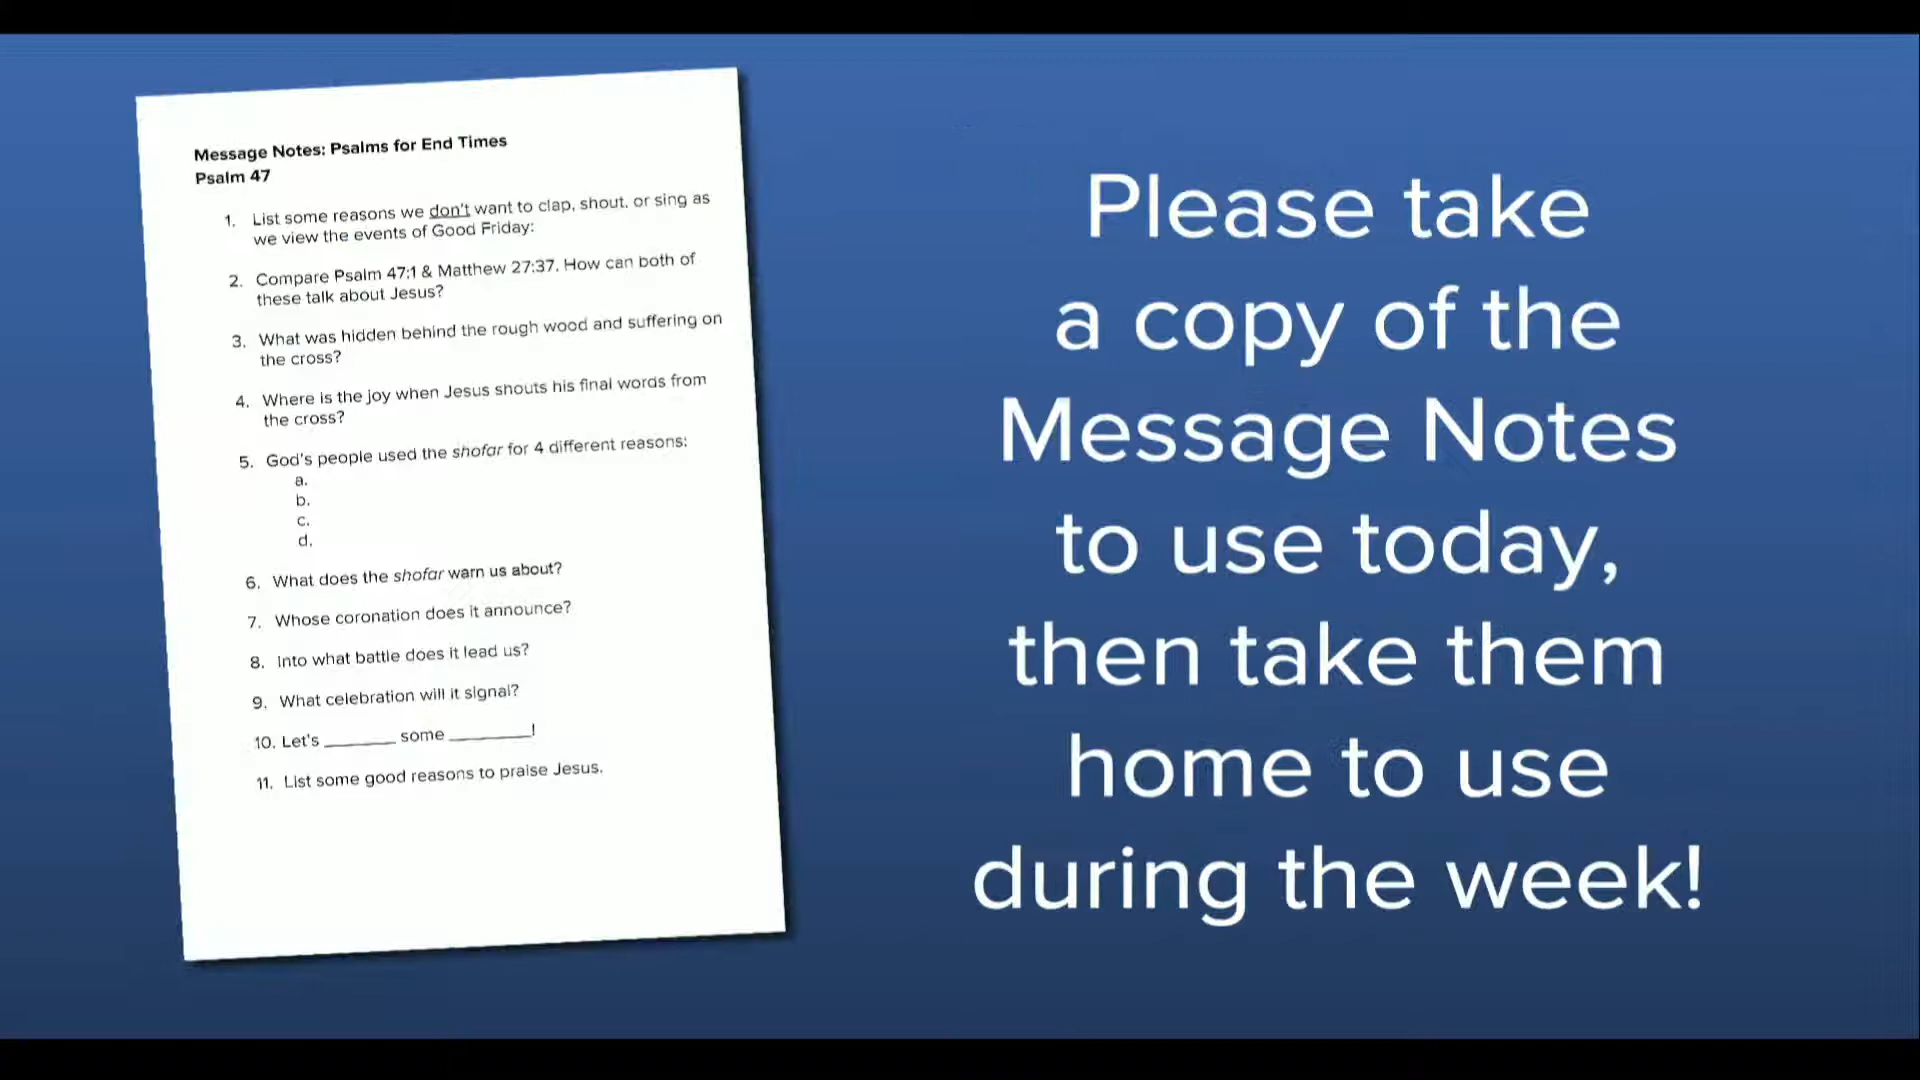 Message Notes: Psalms for End Times
Psalm 47
1. List some reasons we don't want to clap, shout, or sing as
we view the events of Good Friday:
2. Compare Psalm 47:1 & Matthew 27:37. How can both of
these talk about Jesus?
3. What was hidden behind the rough wood and suffering on
the cross?
4. Where is the joy when Jesus shouts his final words from
the cross?
5. God's people used the shofar for 4 different reasons:
a.
b.
c.
d.
6. What does the shofar warn us about?
7. Whose coronation does it announce?
8. Into what battle does it lead us?
9. What celebration will it signal?
10. Let's ________ some _________!
11. List some good reasons to praise Jesus.
Please take
a copy of the
Message Notes
to use today,
then take them
home to use
during the week!